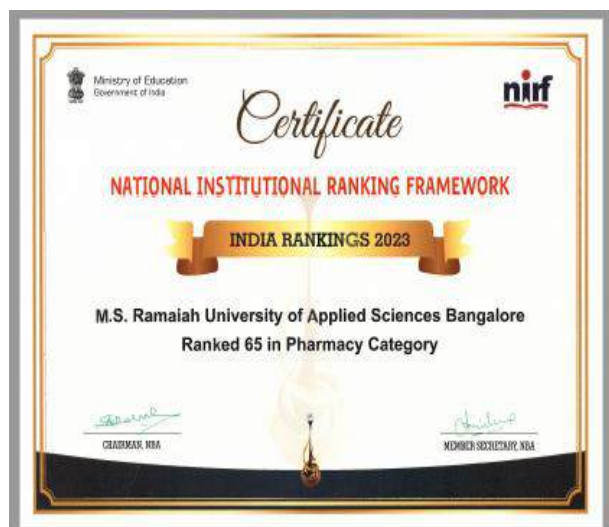 Ministry of Education
Government of India
nirf
Certificate
NATIONAL INSTITUTIONAL RANKING FRAMEWORK
INDIA RANKINGS 2023
M.S. Ramaiah University of Applied Sciences Bangalore
Ranked 65 in Pharmacy Category
CHAIRMAN, NBA
MEMBER SECRETARY, NBA